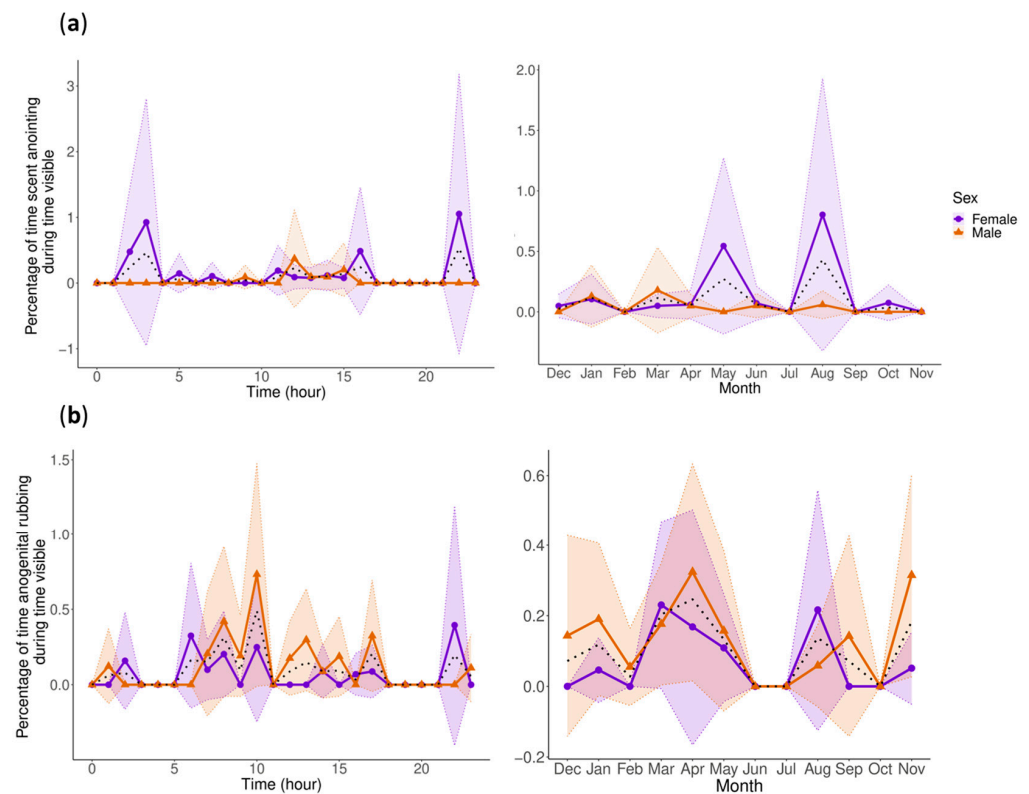 (a)
Percentage of time scent anointing
during time visible
3
2
1
0
−1
0 5 10 15 20
Time (hour)
2.0
1.5
1.0
0.5
0.0
Dec Jan Feb Mar Apr May Jun Jul Aug Sep Oct Nov
Month
Sex
Female
Male
(b)
Percentage of time anogenital rubbing
during time visible
1.5
1.0
0.5
0.0
0 5 10 15 20
Time (hour)
0.6
0.4
0.2
0.0
−0.2
Dec Jan Feb Mar Apr May Jun Jul Aug Sep Oct Nov
Month